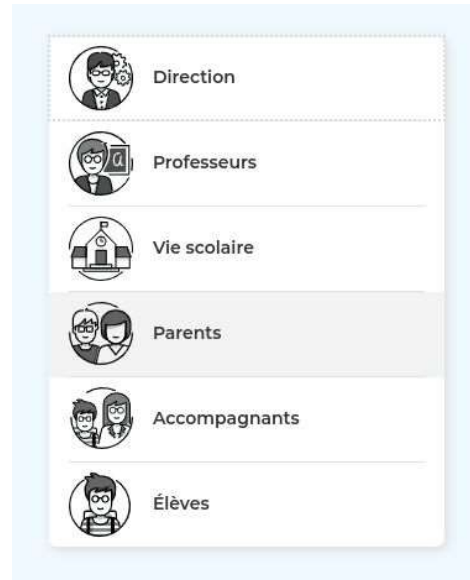 Direction
Professeurs
Vie scolaire
Parents
Accompagnants
Élèves